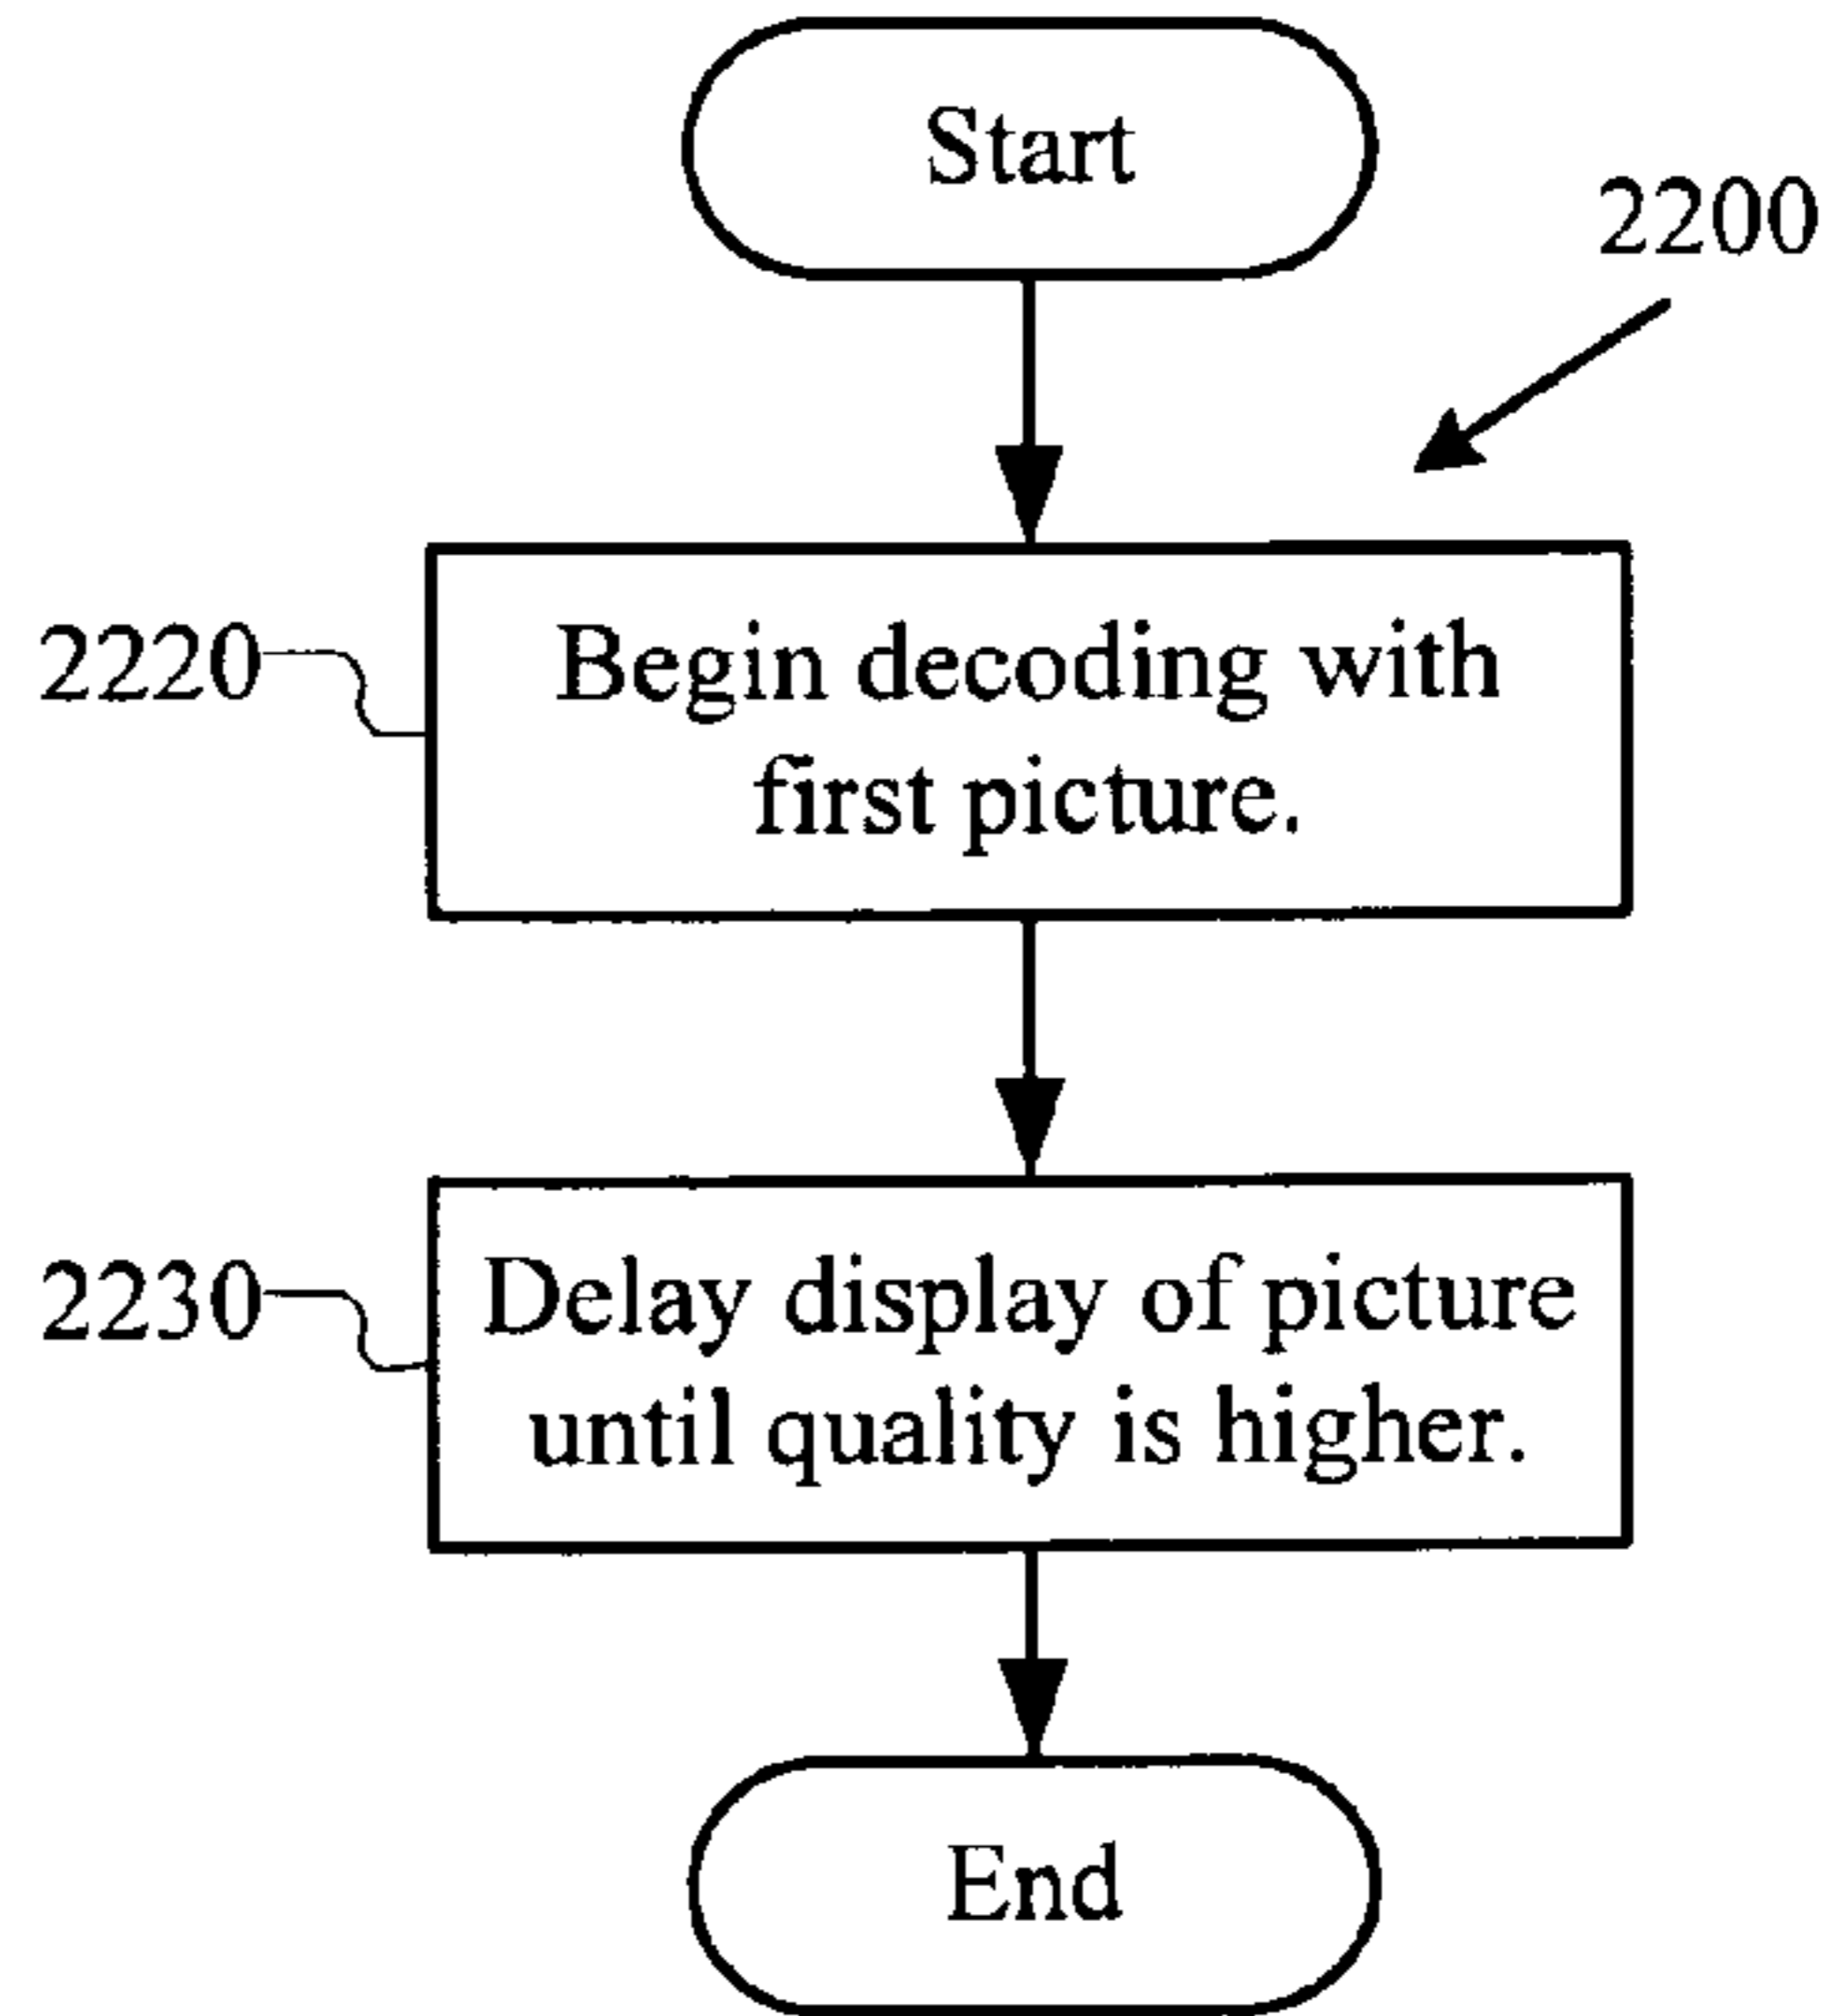 Start
2200
2220
Begin decoding with
first picture.
2230
Delay display of picture
until quality is higher.
End